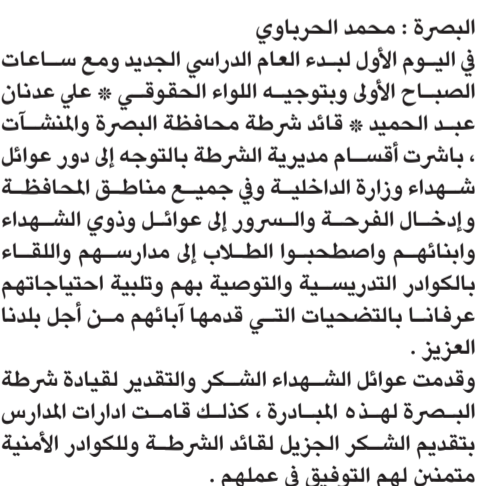 البصرة : محمد الحرباوي
في اليوم الأول لبدء العام الدراسي الجديد ومع ساعات
الصباح الأولى وبتوجيه اللواء الحقوقي * علي عدنان
عبد الحميد * قائد شرطة محافظة البصرة والمنشآت
، باشرت أقسام مديرية الشرطة بالتوجه إلى دور عوائل
شهداء وزارة الداخلية وفي جميع مناطق المحافظة
وإدخال الفرحة والسرور إلى عوائل وذوي الشهداء
وابنائهم واصطحبوا الطلاب إلى مدارسهم واللقاء
بالكوادر التدريسية والتوصية بهم وتلبية احتياجاتهم
عرفانا بالتضحيات التي قدمها آبائهم من أجل بلدنا
العزيز .
وقدمت عوائل الشهداء الشكر والتقدير لقيادة شرطة
البصرة لهذه المبادرة ، كذلك قامت ادارات المدارس
بتقديم الشكر الجزيل لقائد الشرطة وللكوادر الأمنية
متمنين لهم التوفيق في عملهم .